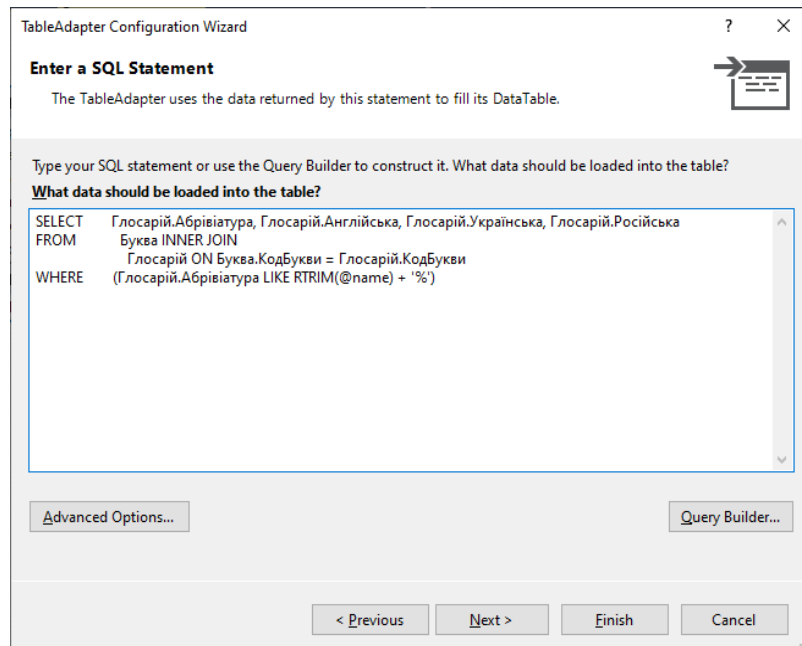 TableAdapter Configuration Wizard ? ×
Enter a SQL Statement
The TableAdapter uses the data returned by this statement to fill its DataTable.
Type your SQL statement or use the Query Builder to construct it. What data should be loaded into the table?
What data should be loaded into the table?
SELECT Глосарій.Абрівіатура, Глосарій.Англійська, Глосарій.Українська, Глосарій.Російська
FROM Буква INNER JOIN
Глосарій ON Буква.КодБукви = Глосарій.КодБукви
WHERE (Глосарій.Абрівіатура LIKE RTRIM(@name) + '%')
Advanced Options... Query Builder...
< Previous Next > Finish Cancel